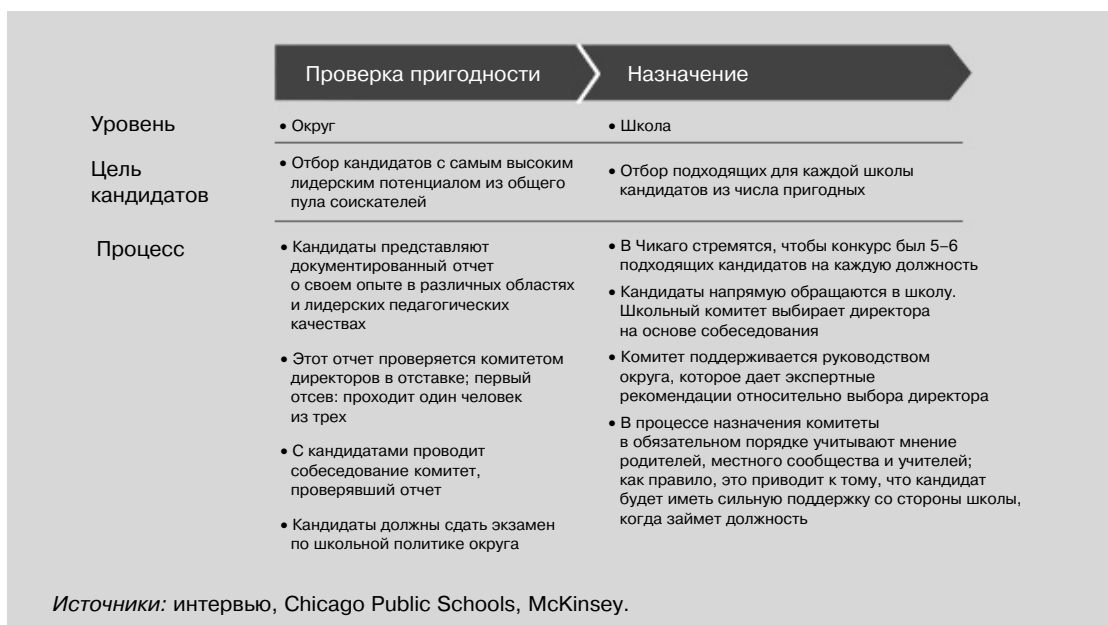 Проверка пригодности
Назначение
Уровень
• Округ
• Школа
Цель
кандидатов
• Отбор кандидатов с самым высоким
лидерским потенциалом из общего
пула соискателей
• Отбор подходящих для каждой школы
кандидатов из числа пригодных
Процесс
• Кандидаты представляют
документированный отчет
о своем опыте в различных областях
и лидерских педагогических
качествах
• Этот отчет проверяется комитетом
директоров в отставке; первый
отсев: проходит один человек
из трех
• С кандидатами проводит
собеседование комитет,
проверявший отчет
• Кандидаты должны сдать экзамен
по школьной политике округа
• В Чикаго стремятся, чтобы конкурс был 5–6
подходящих кандидатов на каждую должность
• Кандидаты напрямую обращаются в школу.
Школьный комитет выбирает директора
на основе собеседования
• Комитет поддерживается руководством
округа, которое дает экспертные
рекомендации относительно выбора директора
• В процессе назначения комитеты
в обязательном порядке учитывают мнение
родителей, местного сообщества и учителей;
как правило, это приводит к тому, что кандидат
будет иметь сильную поддержку со стороны школы,
когда займет должность
Источники: интервью, Chicago Public Schools, McKinsey.